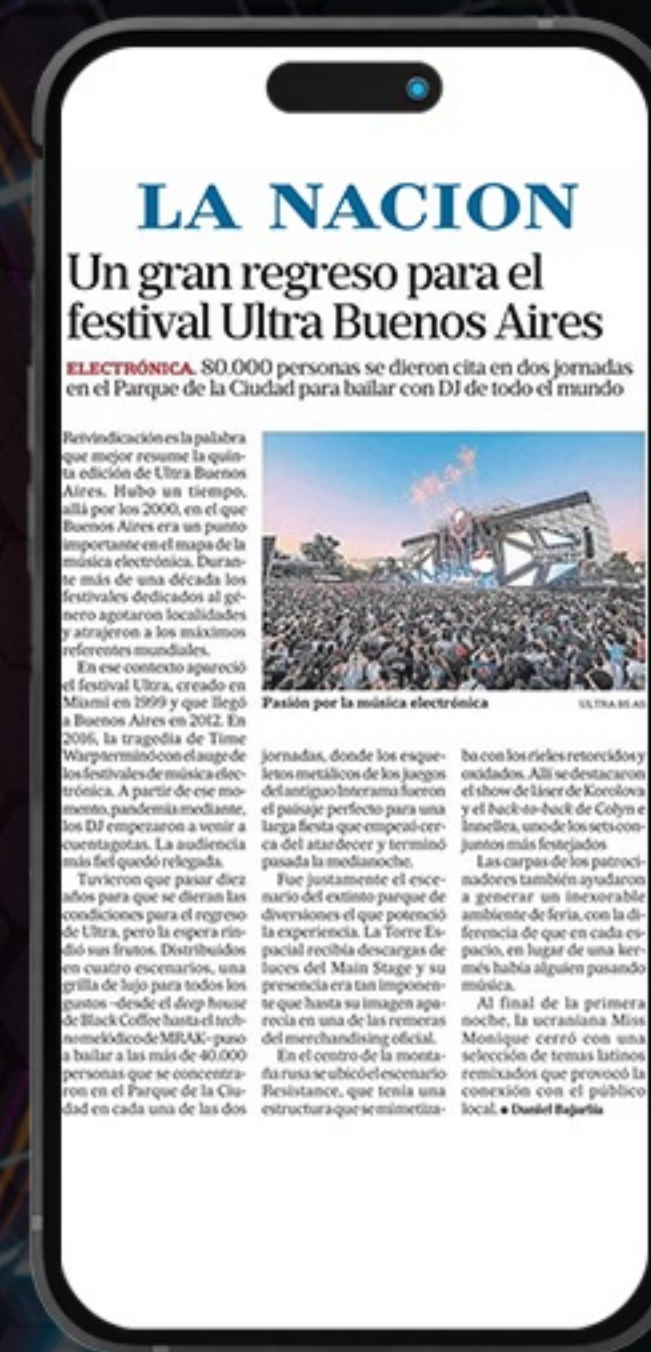 LA NACION
Un gran regreso para el
festival Ultra Buenos Aires
ELECTRÓNICA. 80.000 personas se dieron cita en dos jornadas
en el Parque de la Ciudad para bailar con DJ de todo el mundo
Reivindicación es la palabra
que mejor resume la quin-
ta edición de Ultra Buenos
Aires. Hubo un tiempo,
allá por los 2000, en el que
Buenos Aires era un punto
importante en el mapa de la
música electrónica. Duran-
te más de una década los
festivales dedicados al gé-
nero agotaron localidades
y atrajeron a los máximos
referentes mundiales.
En ese contexto apareció
el festival Ultra, creado en
Miami en 1999 y que llegó
a Buenos Aires en 2012. En
2016, la tragedia de Time
Warp terminó con el auge de
los festivales de música elec-
trónica. A partir de ese mo-
mento, pandemia mediante,
los DJ empezaron a venir a
cuentagotas. La audiencia
más fiel quedó relegada.
Tuvieron que pasar diez
años para que se dieran las
condiciones para el regreso
de Ultra, pero la espera rin-
dió sus frutos. Distribuidos
en cuatro escenarios, una
grilla de lujo para todos los
gustos –desde el deep house
de Black Coffee hasta el tech-
no melódico de MRAK– puso
a bailar a las más de 40.000
personas que se concentra-
ron en el Parque de la Ciu-
dad en cada una de las dos
Pasión por la música electrónica
ULTRA BS AS
jornadas, donde los esque-
letos metálicos de los juegos
del antiguo Interama fueron
el paisaje perfecto para una
larga fiesta que empezó cer-
ca del atardecer y terminó
pasada la medianoche.
Fue justamente el esce-
nario del extinto parque de
diversiones el que potenció
la experiencia. La Torre Es-
pacial recibía descargas de
luces del Main Stage y su
presencia era tan imponen-
te que hasta su imagen apa-
recía en una de las remeras
del merchandising oficial.
En el centro de la monta-
ña rusa se ubicó el escenario
Resistance, que tenía una
estructura que se mimetiza-
ba con los rieles retorcidos y
oxidados. Allí se destacaron
el show de láser de Korolova
y el back-to-back de Colyn e
Innellea, uno de los sets con-
juntos más festejados
Las carpas de los patroci-
nadores también ayudaron
a generar un inexorable
ambiente de feria, con la di-
ferencia de que en cada es-
pacio, en lugar de una ker-
més había alguien pasando
música.
Al final de la primera
noche, la ucraniana Miss
Monique cerró con una
selección de temas latinos
remixados que provocó la
conexión con el público
local. • Daniel Bajarlía